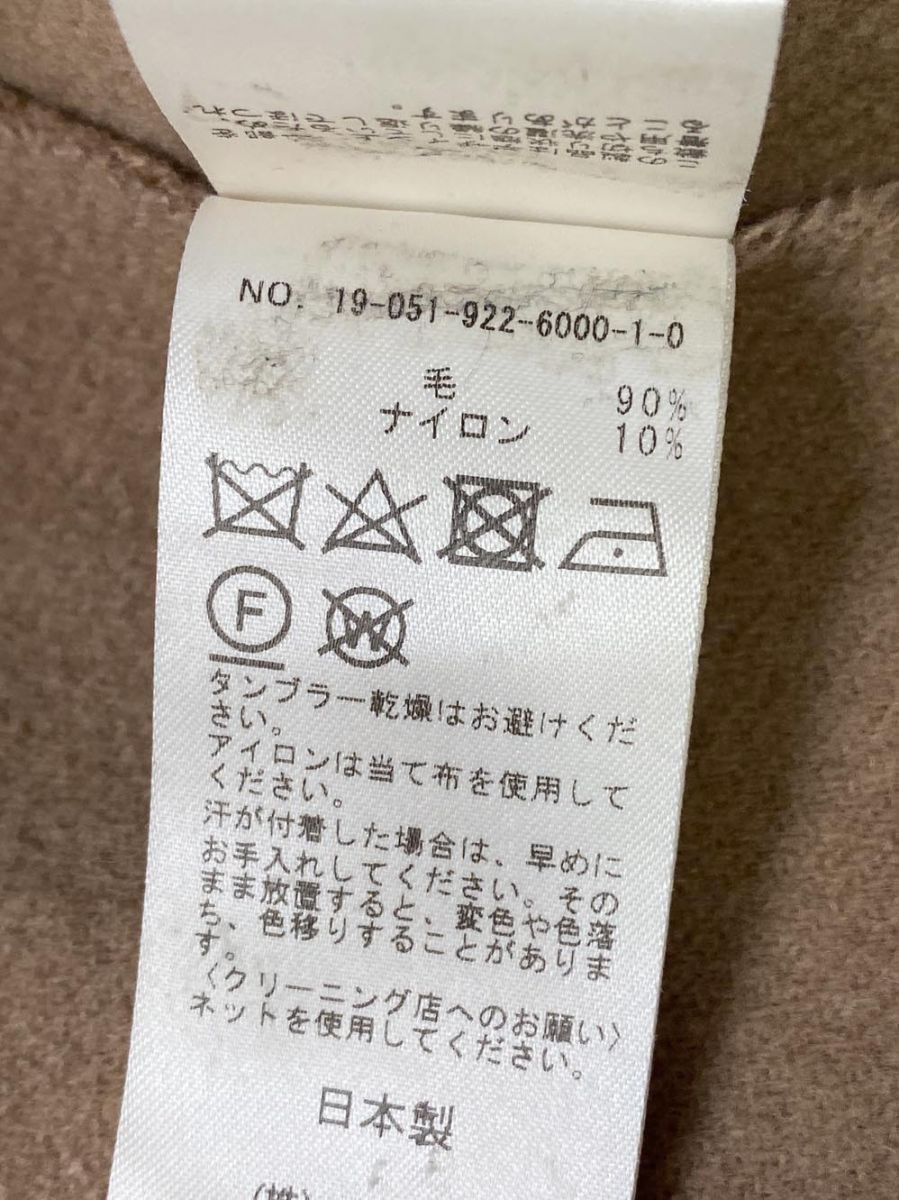 NO. 19-051-922-6000-1-0
毛 90%
ナイロン 10%
F
W
タンブラー乾燥はお避けくだ
さい。
アイロンは当て布を使用して
ください。
汗が付着した場合は、早めに
お手入れしてください。その
まま放置すると、変色や色落
ち、色移りすることがありま
す。
〈クリーニング店へのお願い〉
ネットを使用してください。
日本製
(株)